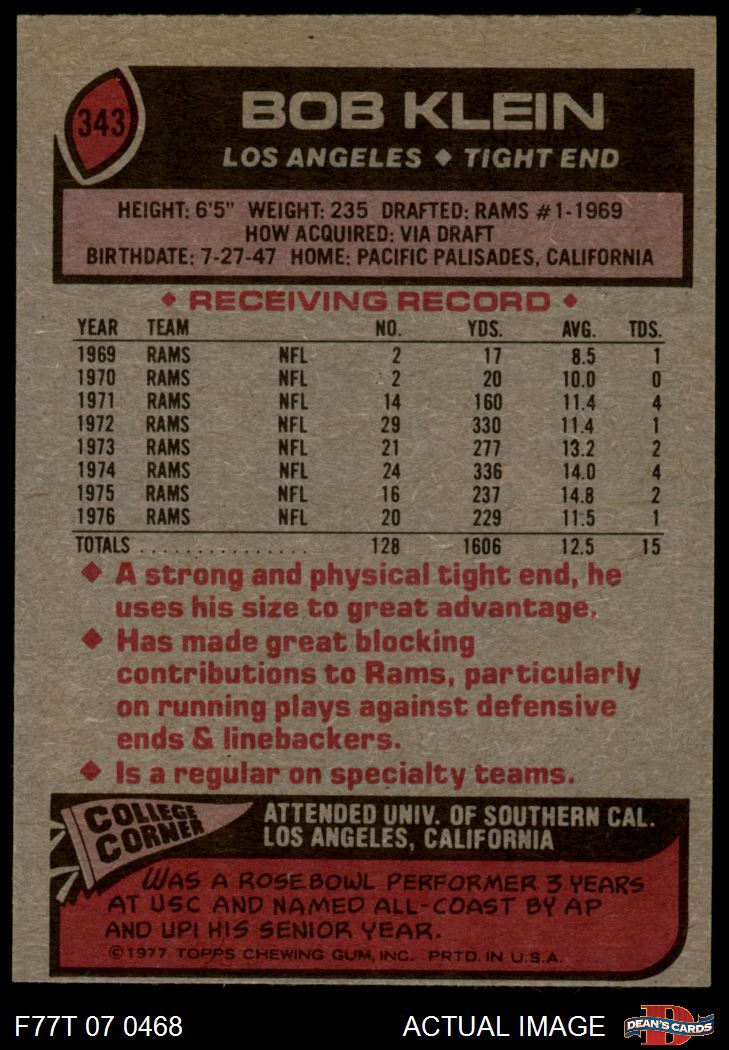 343
BOB KLEIN
LOS ANGELES ◆ TIGHT END
HEIGHT: 6'5" WEIGHT: 235 DRAFTED: RAMS #1-1969
HOW ACQUIRED: VIA DRAFT
BIRTHDATE: 7-27-47 HOME: PACIFIC PALISADES, CALIFORNIA
◆ RECEIVING RECORD ◆
YEAR TEAM NO. YDS. AVG. TDS.
1969 RAMS NFL 2 17 8.5 1
1970 RAMS NFL 2 20 10.0 0
1971 RAMS NFL 14 160 11.4 4
1972 RAMS NFL 29 330 11.4 1
1973 RAMS NFL 21 277 13.2 2
1974 RAMS NFL 24 336 14.0 4
1975 RAMS NFL 16 237 14.8 2
1976 RAMS NFL 20 229 11.5 1
TOTALS . . . . . . . . . . . . . . . 128 1606 12.5 15
◆ A strong and physical tight end, he
uses his size to great advantage.
◆ Has made great blocking
contributions to Rams, particularly
on running plays against defensive
ends & linebackers.
◆ Is a regular on specialty teams.
COLLEGE
CORNER
ATTENDED UNIV. OF SOUTHERN CAL.
LOS ANGELES, CALIFORNIA
WAS A ROSE BOWL PERFORMER 3 YEARS
AT USC AND NAMED ALL-COAST BY AP
AND UPI HIS SENIOR YEAR.
©1977 TOPPS CHEWING GUM, INC. PRTD. IN U.S.A.
F77T 07 0468
ACTUAL IMAGE
D
DEAN'S CARDS